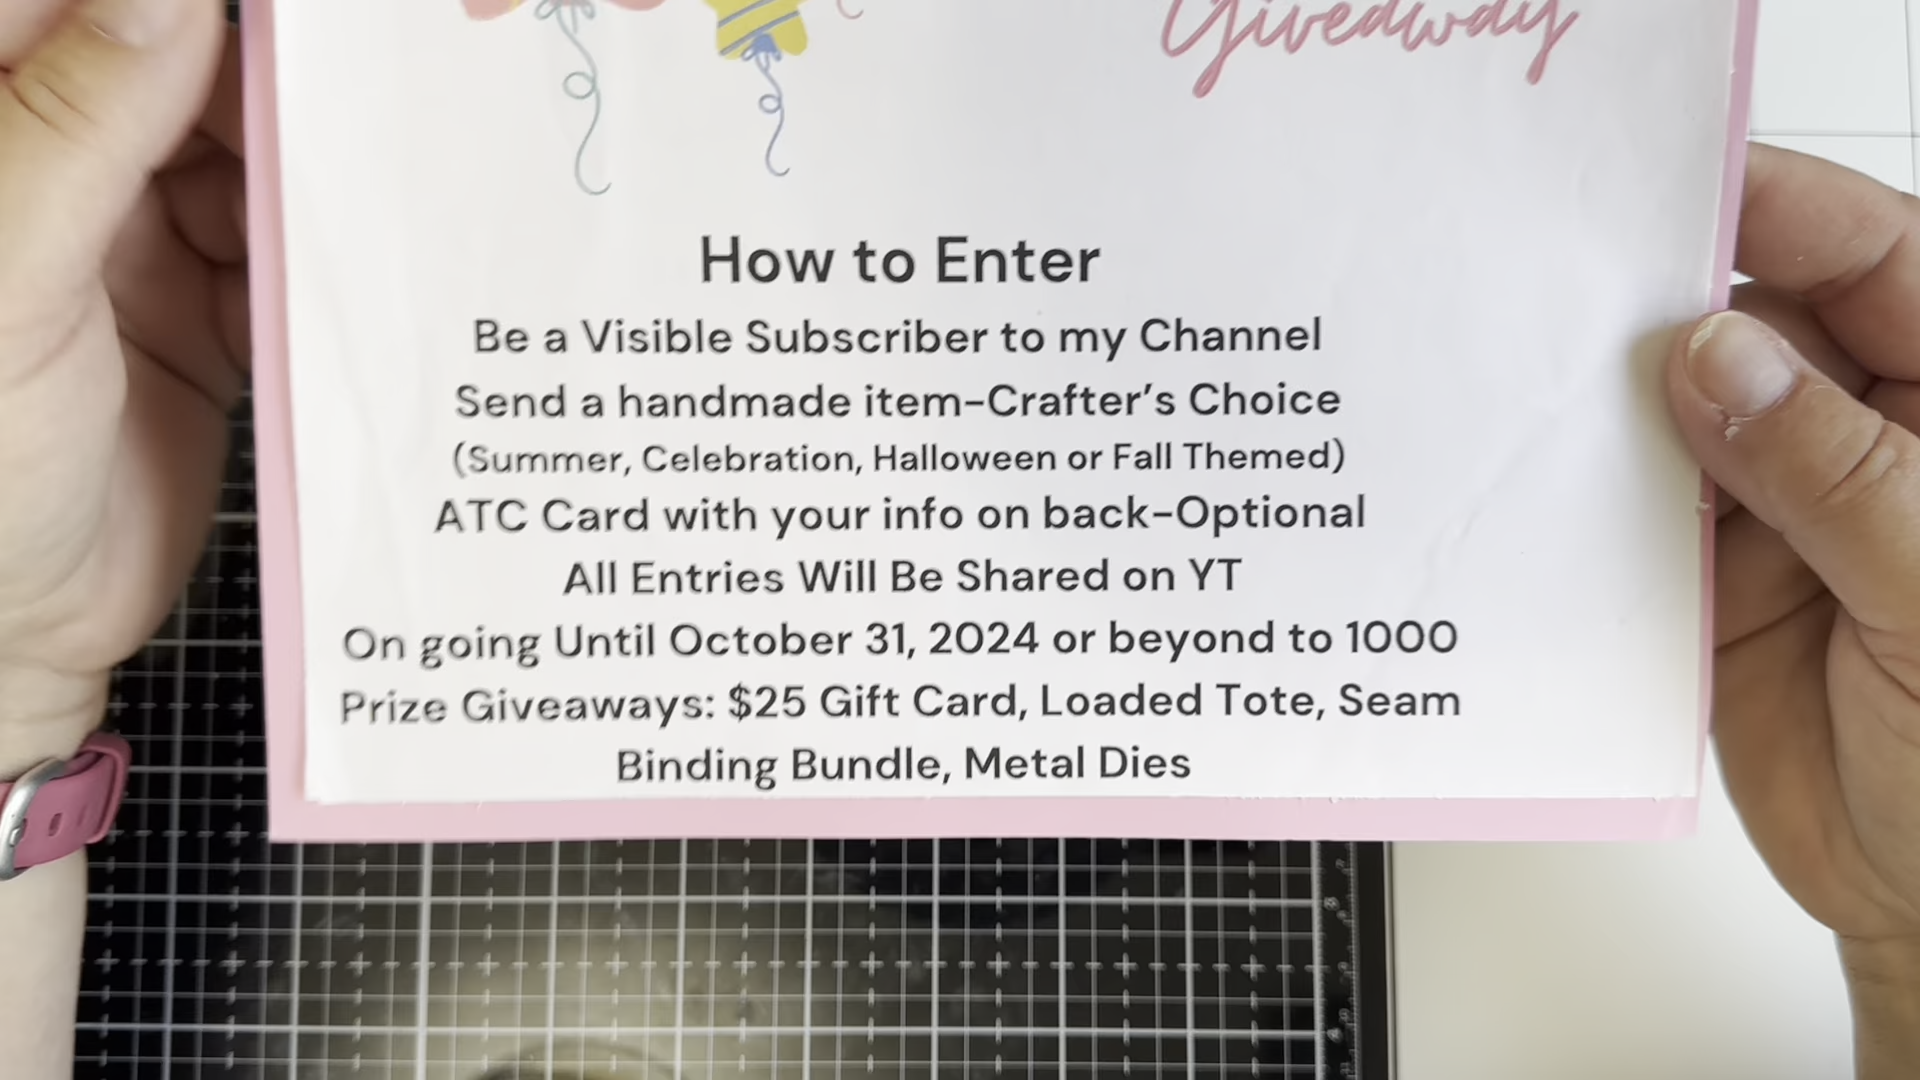 Giveaway
How to Enter
Be a Visible Subscriber to my Channel
Send a handmade item-Crafter's Choice
(Summer, Celebration, Halloween or Fall Themed)
ATC Card with your info on back-Optional
All Entries Will Be Shared on YT
On going Until October 31, 2024 or beyond to 1000
Prize Giveaways: $25 Gift Card, Loaded Tote, Seam
Binding Bundle, Metal Dies